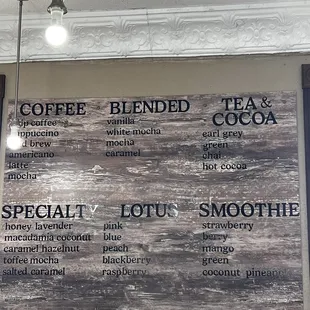 COFFEE
coffee
brew
americano
latte
mocha
BLENDED
vanilla
white mocha
mocha
caramel
TEA &
COCOA
earl grey
green
chai
hot cocoa
SPECIALTY
honey lavender
macadamia coconut
caramel hazelnut
toffee mocha
salted caramel
LOTUS
pink
blue
peach
blackberry
raspberry
SMOOTHIE
strawberry
berry
mango
green
coconut